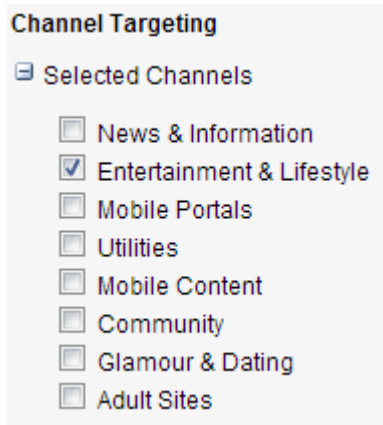 Channel Targeting
Selected Channels
News & Information
Entertainment & Lifestyle
Mobile Portals
Utilities
Mobile Content
Community
Glamour & Dating
Adult Sites